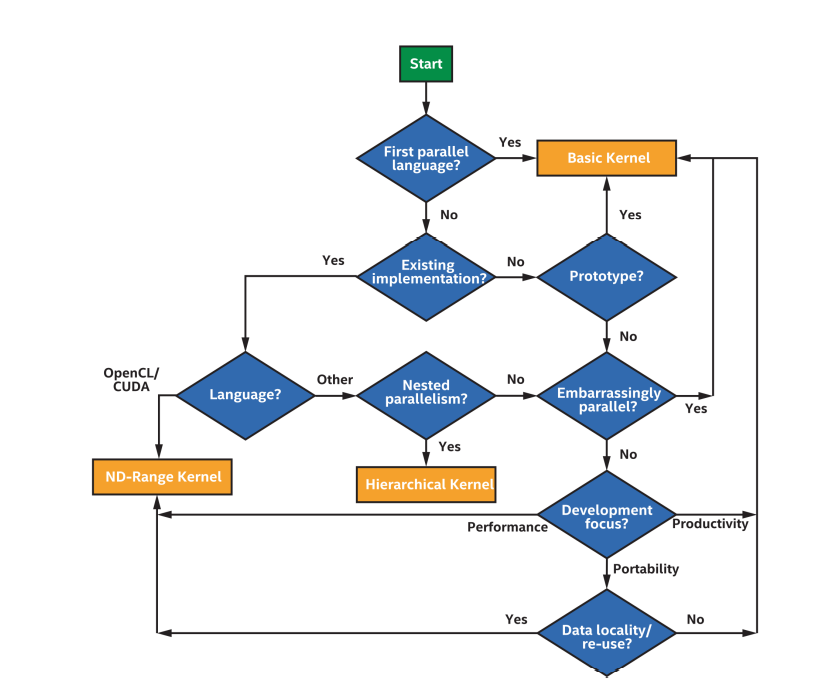 Start
First parallel
language?
Yes
Basic Kernel
No
Yes
Existing
implementation?
Yes
No
Prototype?
No
OpenCL/
CUDA
Language?
Other
Nested
parallelism?
No
Embarrassingly
parallel?
Yes
Yes
No
ND-Range Kernel
Hierarchical Kernel
Development
focus?
Performance
Productivity
Portability
Yes
No
Data locality/
re-use?